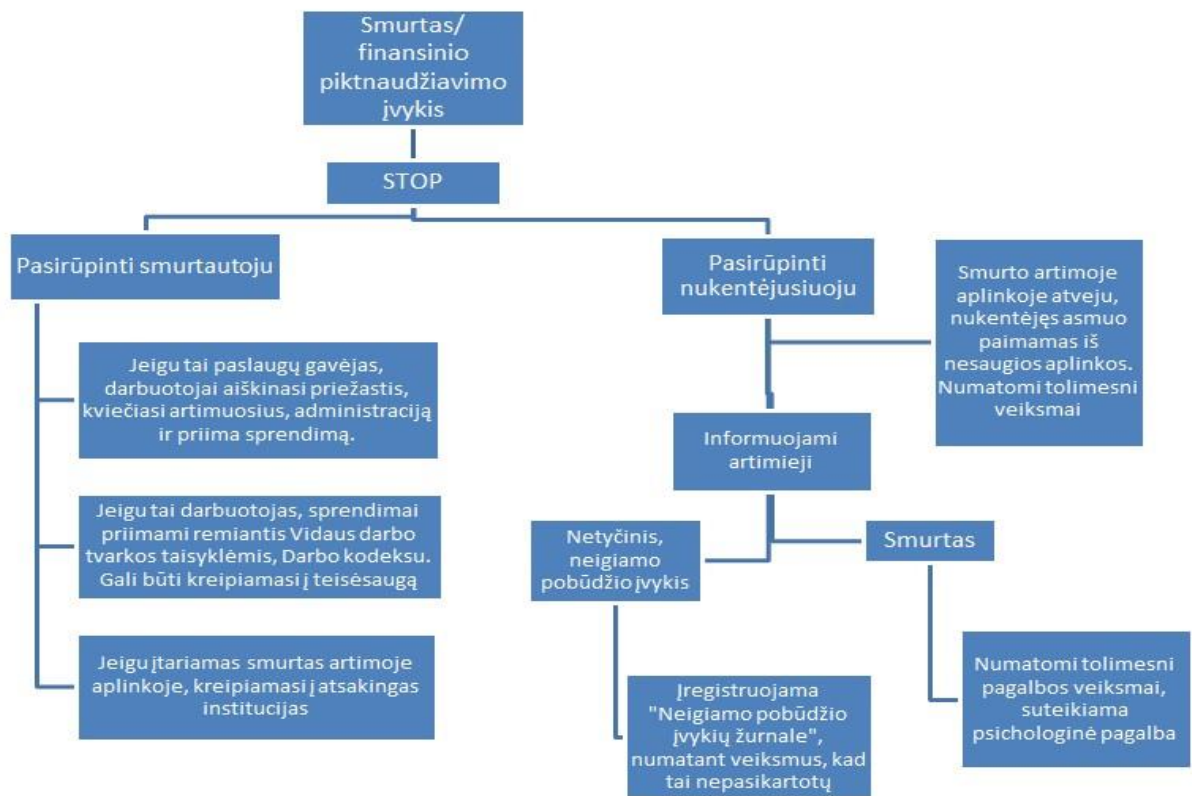 Smurtas/
finansinio
piktnaudžiavimo
įvykis
STOP
Pasirūpinti smurtautoju
Jeigu tai paslaugų gavėjas,
darbuotojai aiškinasi priežastis,
kviečiasi artimuosius, administraciją
ir priima sprendimą.
Jeigu tai darbuotojas, sprendimai
priimami remiantis Vidaus darbo
tvarkos taisyklėmis, Darbo kodeksu.
Gali būti kreipiamasi į teisėsaugą
Jeigu įtariamas smurtas artimoje
aplinkoje, kreipiamasi į atsakingas
institucijas
Pasirūpinti
nukentėjusiuoju
Smurto artimoje
aplinkoje atveju,
nukentėjęs asmuo
paimamas iš
nesaugios aplinkos.
Numatomi tolimesni
veiksmai
Informuojami
artimieji
Netyčinis,
neigiamo
pobūdžio įvykis
Įregistruojama
"Neigiamo pobūdžio
įvykių žurnale",
numatant veiksmus, kad
tai nepasikartotų
Smurtas
Numatomi tolimesni
pagalbos veiksmai,
suteikiama
psichologinė pagalba